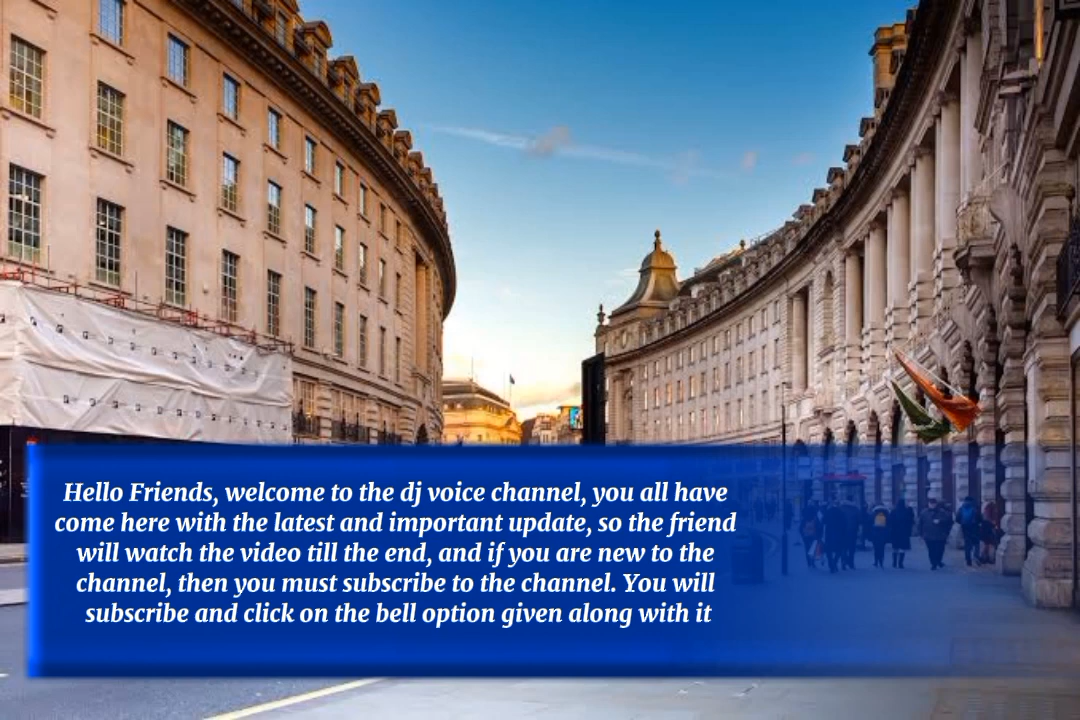 Hello Friends, welcome to the dj voice channel, you all have
come here with the latest and important update, so the friend
will watch the video till the end, and if you are new to the
channel, then you must subscribe to the channel. You will
subscribe and click on the bell option given along with it